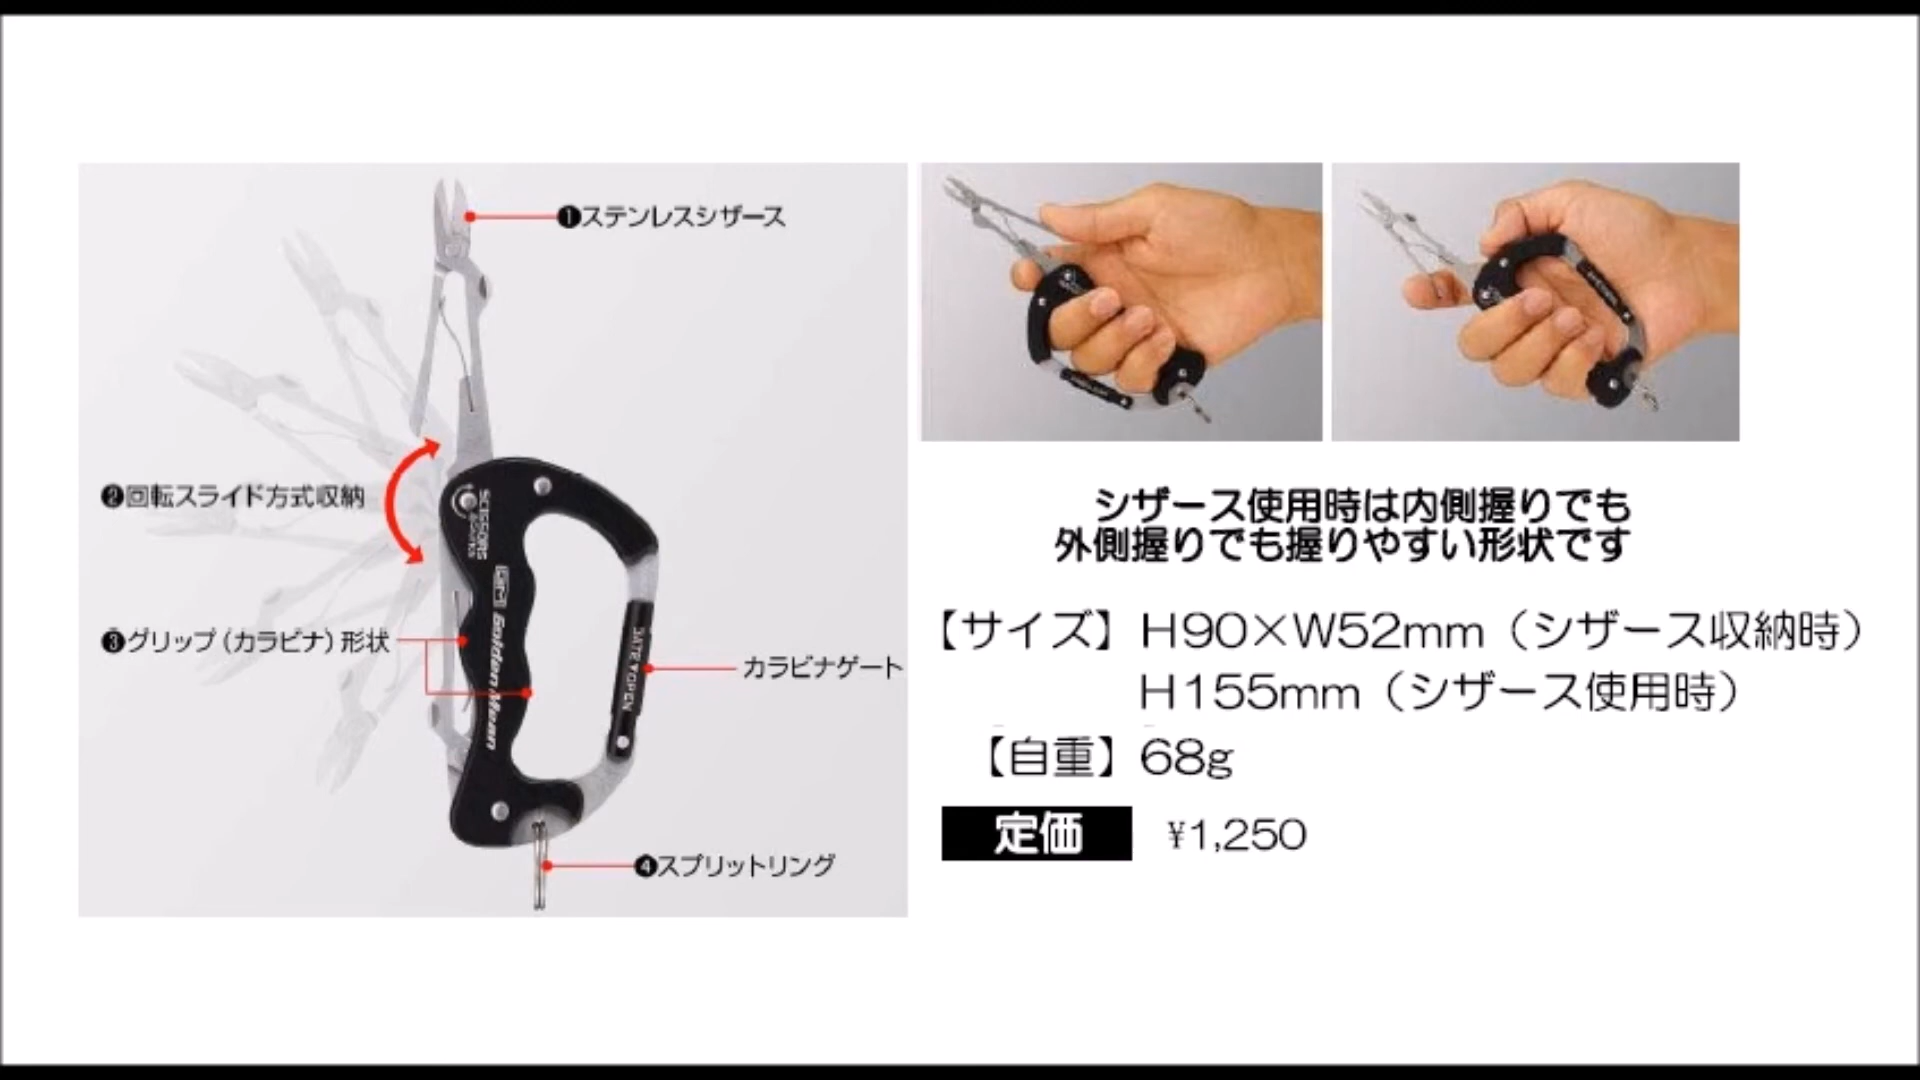 ❶ステンレスシザース
❷回転スライド方式収納
❸グリップ（カラビナ）形状
カラビナゲート
❹スプリットリング
SCISSORS
GM Golden Mean
GATE▼OPEN
シザース使用時は内側握りでも
外側握りでも握りやすい形状です
【サイズ】H90×W52mm（シザース収納時）
H155mm（シザース使用時）
【自重】68g
定価 ¥1,250